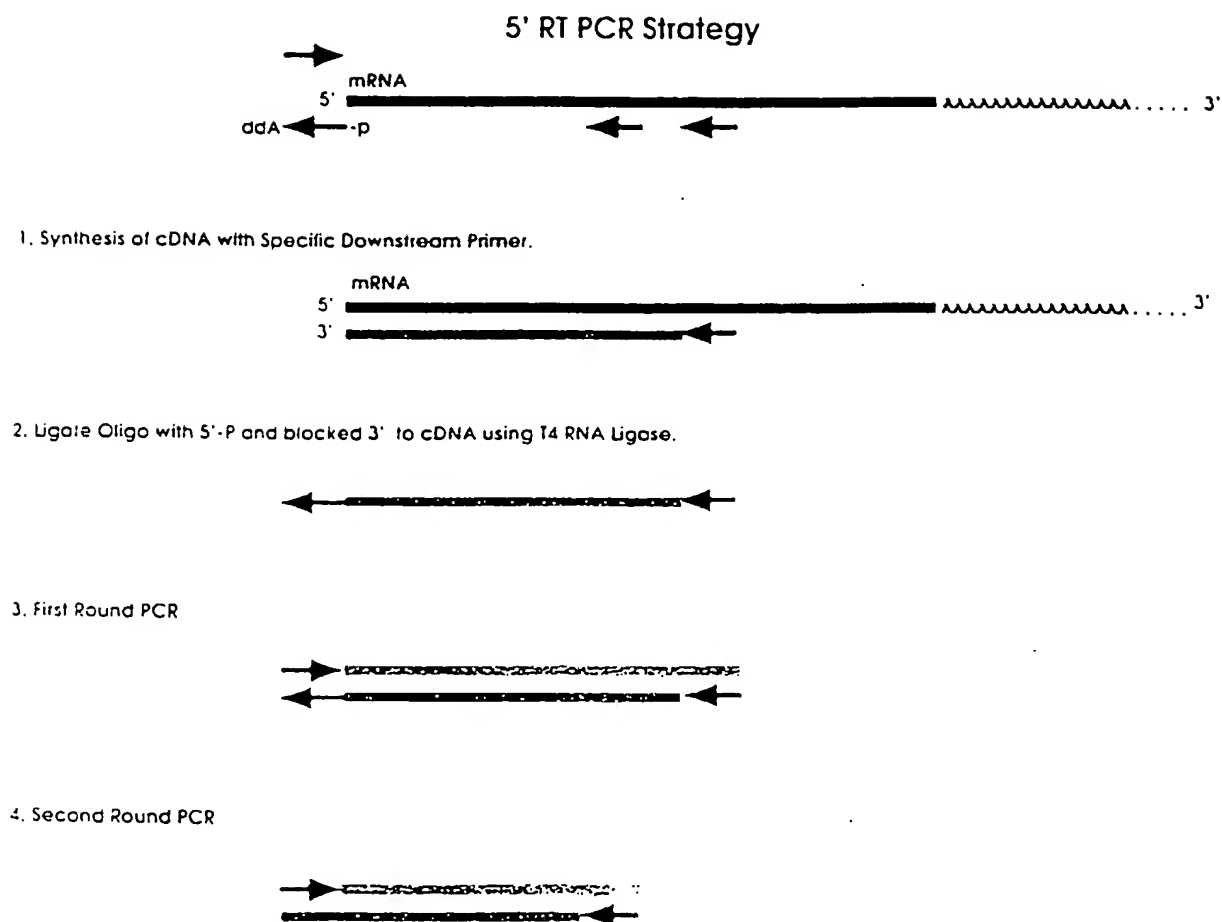 5' RT PCR Strategy
mRNA
5' 3'
ddA -p
1. Synthesis of cDNA with Specific Downstream Primer.
mRNA
5' 3'
3'
2. Ligate Oligo with 5'-P and blocked 3' to cDNA using T4 RNA Ligase.
3. First Round PCR
4. Second Round PCR